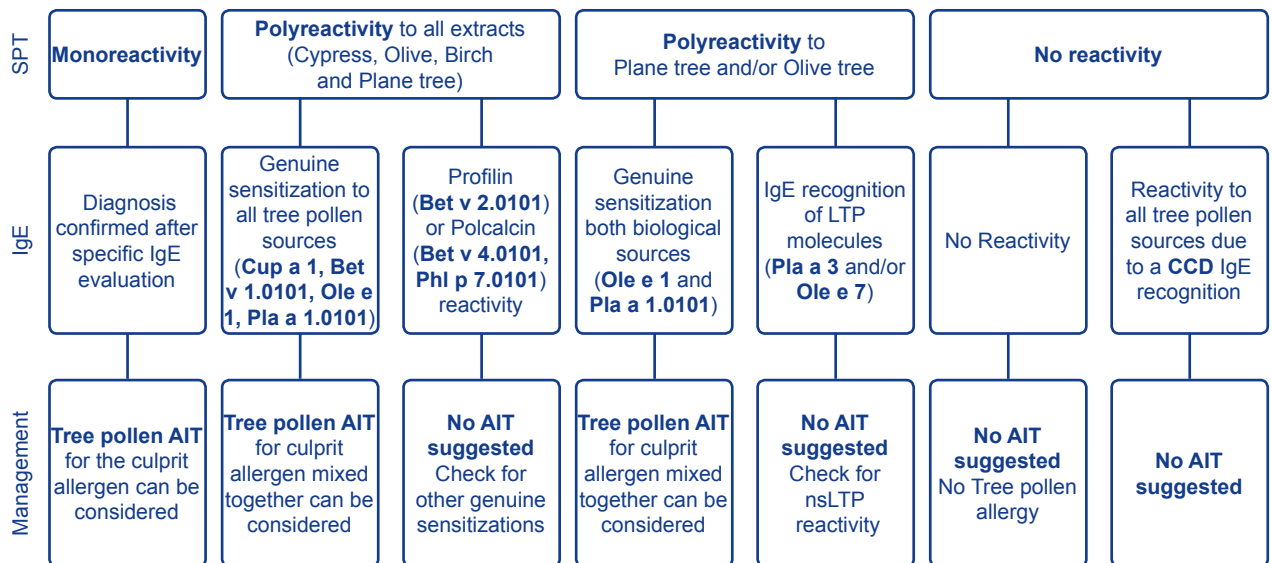 SPT
Monoreactivity
Polyreactivity to all extracts
(Cypress, Olive, Birch
and Plane tree)
Polyreactivity to
Plane tree and/or Olive tree
No reactivity
IgE
Diagnosis
confirmed after
specific IgE
evaluation
Genuine
sensitization to
all tree pollen
sources
(Cup a 1, Bet
v 1.0101, Ole e
1, Pla a 1.0101)
Profilin
(Bet v 2.0101)
or Polcalcin
(Bet v 4.0101,
Phl p 7.0101)
reactivity
Genuine
sensitization
both biological
sources
(Ole e 1 and
Pla a 1.0101)
IgE recognition
of LTP
molecules
(Pla a 3 and/or
Ole e 7)
No Reactivity
Reactivity to
all tree pollen
sources due
to a CCD IgE
recognition
Management
Tree pollen AIT
for the culprit
allergen can be
considered
Tree pollen AIT
for culprit
allergen mixed
together can be
considered
No AIT
suggested
Check for
other genuine
sensitizations
Tree pollen AIT
for culprit
allergen mixed
together can be
considered
No AIT
suggested
Check for
nsLTP
reactivity
No AIT
suggested
No Tree pollen
allergy
No AIT
suggested